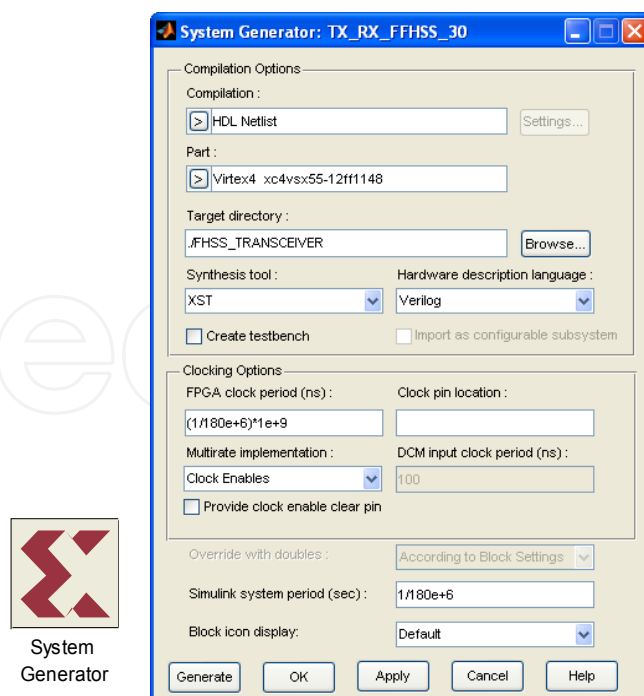 System Generator: TX_RX_FFHSS_30
Compilation Options
Compilation :
> HDL Netlist Settings...
Part :
> Virtex4 xc4vsx55-12ff1148
Target directory :
./FHSS_TRANSCEIVER Browse...
Synthesis tool : Hardware description language :
XST Verilog
Create testbench Import as configurable subsystem
Clocking Options
FPGA clock period (ns) : Clock pin location :
(1/180e+6)*1e+9
Multirate implementation : DCM input clock period (ns) :
Clock Enables 100
Provide clock enable clear pin
Override with doubles : According to Block Settings
Simulink system period (sec) : 1/180e+6
Block icon display: Default
Generate OK Apply Cancel Help
System
Generator